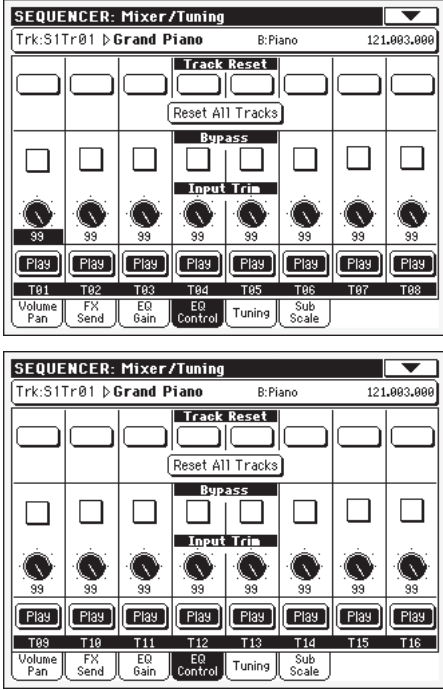 SEQUENCER: Mixer/Tuning
Trk:S1Tr01 ▷Grand Piano B:Piano 121.003.000
Track Reset
Reset All Tracks
Bypass
Input Trim
99 99 99 99 99 99 99 99
Play Play Play Play Play Play Play Play
T01 T02 T03 T04 T05 T06 T07 T08
Volume Pan FX Send EQ Gain EQ Control Tuning Sub Scale
SEQUENCER: Mixer/Tuning
Trk:S1Tr01 ▷Grand Piano B:Piano 121.003.000
Track Reset
Reset All Tracks
Bypass
Input Trim
99 99 99 99 99 99 99 99
Play Play Play Play Play Play Play Play
T09 T10 T11 T12 T13 T14 T15 T16
Volume Pan FX Send EQ Gain EQ Control Tuning Sub Scale